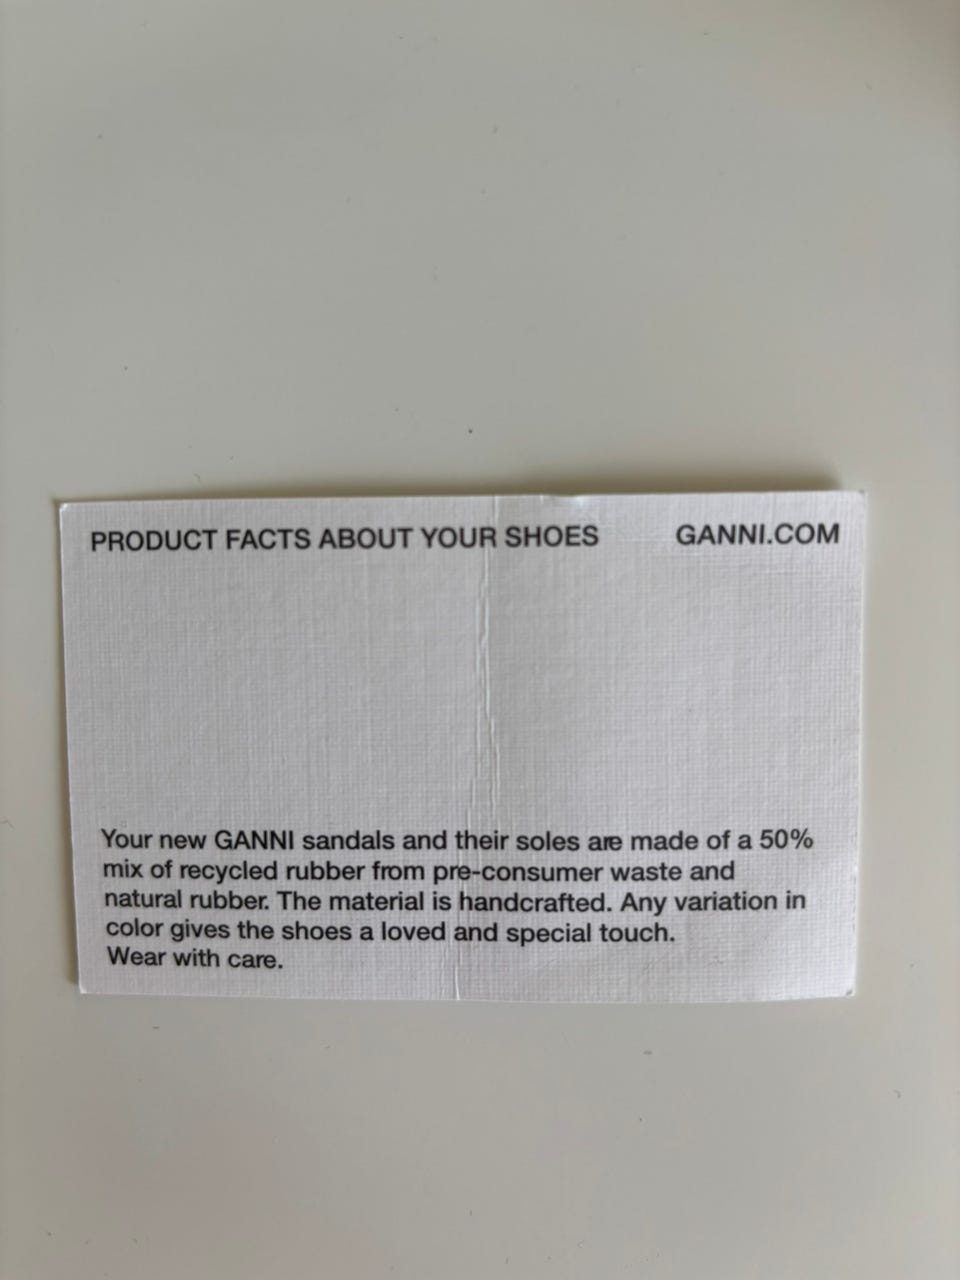 PRODUCT FACTS ABOUT YOUR SHOES GANNI.COM
Your new GANNI sandals and their soles are made of a 50%
mix of recycled rubber from pre-consumer waste and
natural rubber. The material is handcrafted. Any variation in
color gives the shoes a loved and special touch.
Wear with care.